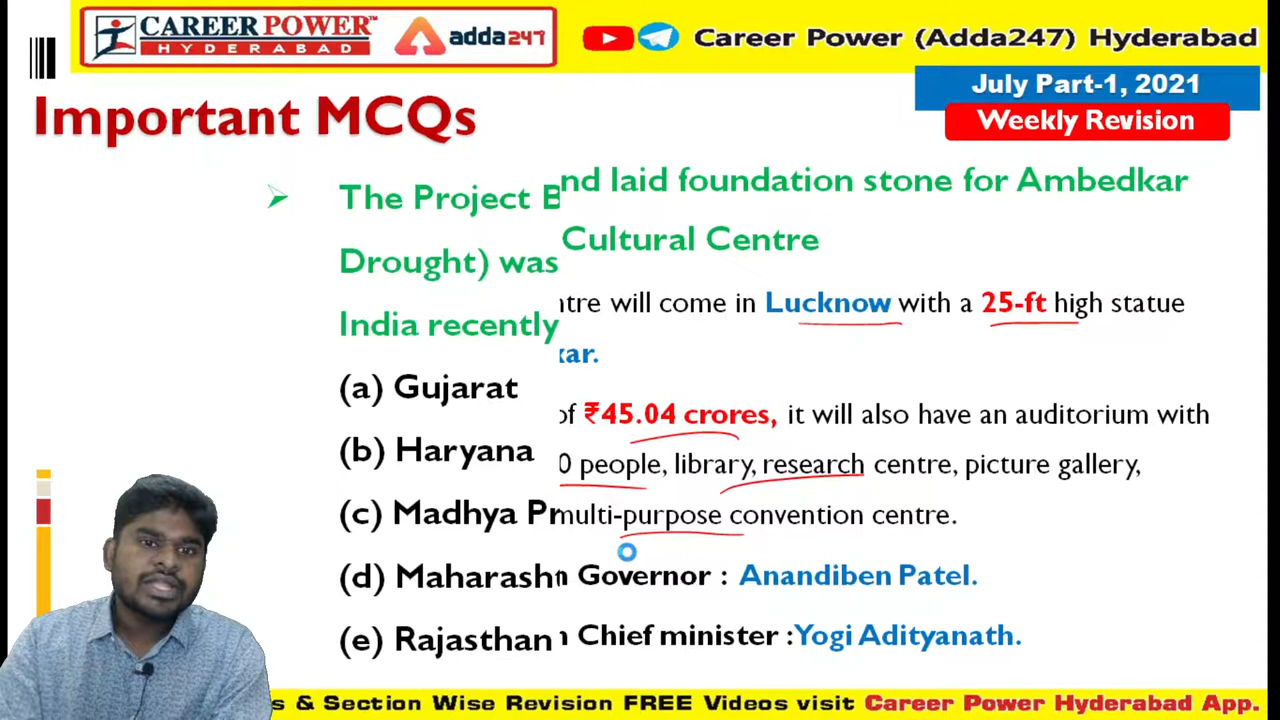 CAREER POWER
HYDERABAD
adda247
Career Power (Adda247) Hyderabad
July Part-1, 2021
Weekly Revision
Important MCQs
The Project B
nd laid foundation stone for Ambedkar
Drought) was
Cultural Centre
India recently
ntre will come in Lucknow with a 25-ft high statue
kar.
(a) Gujarat
of ₹45.04 crores, it will also have an auditorium with
(b) Haryana
0 people, library, research centre, picture gallery,
(c) Madhya Pr
multi-purpose convention centre.
(d) Maharash
n Governor : Anandiben Patel.
(e) Rajasthan
n Chief minister :Yogi Adityanath.
s & Section Wise Revision FREE Videos visit Career Power Hyderabad App.